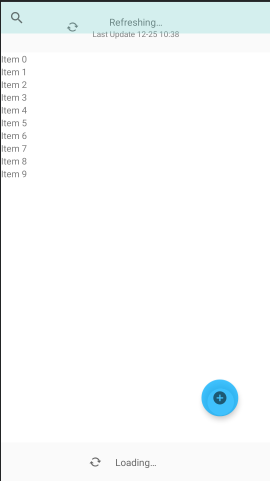 Refreshing...
Last Update 12-25 10:38
Item 0
Item 1
Item 2
Item 3
Item 4
Item 5
Item 6
Item 7
Item 8
Item 9
Loading...